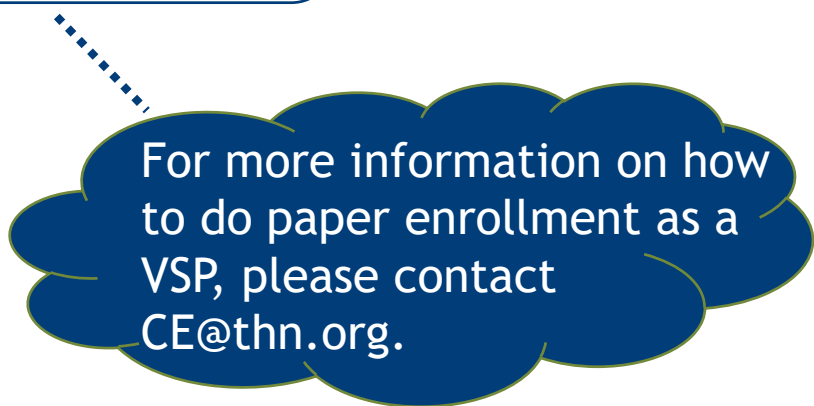 For more information on how
to do paper enrollment as a
VSP, please contact
CE@thn.org.